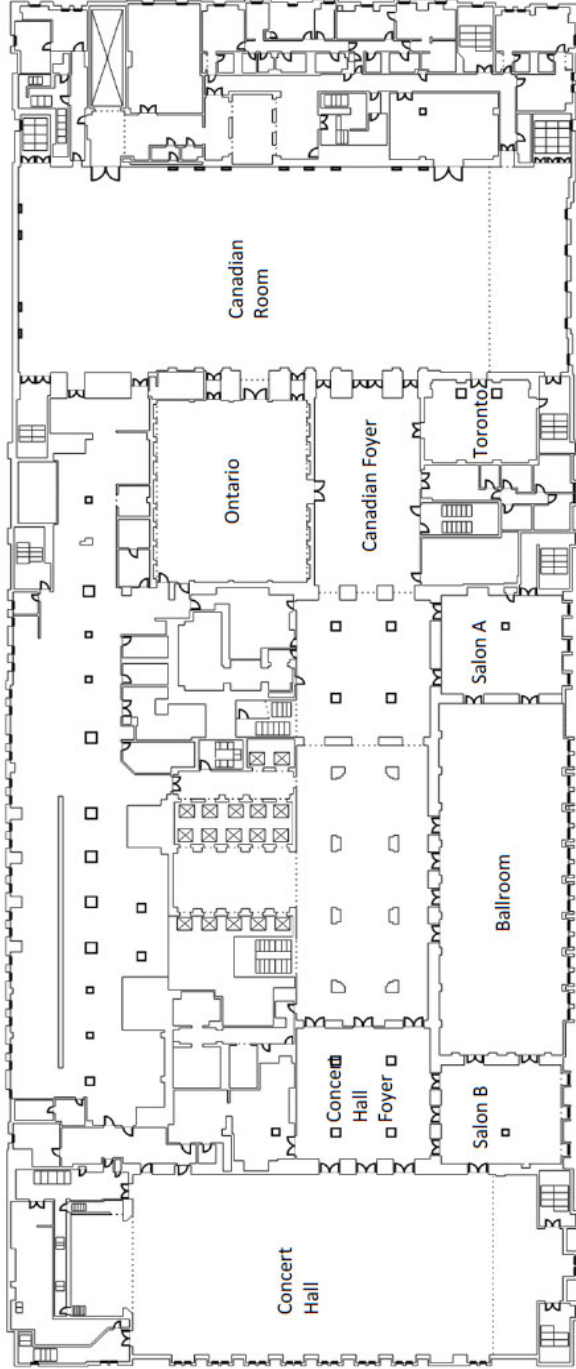 Canadian
Room
Ontario
Canadian Foyer
Toronto
Salon A
Ballroom
Concert
Hall
Foyer
Salon B
Concert
Hall